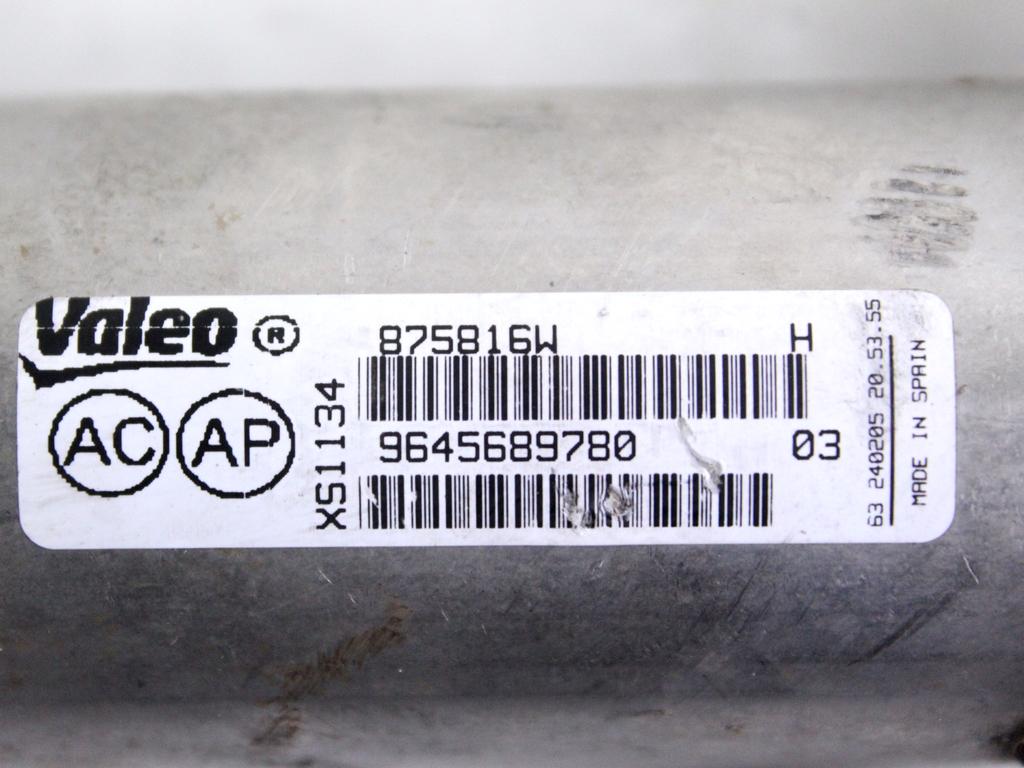 Valeo ®
AC AP
XS1134
875816W H
9645689780 03
63 240205 20.53.55
MADE IN SPAIN